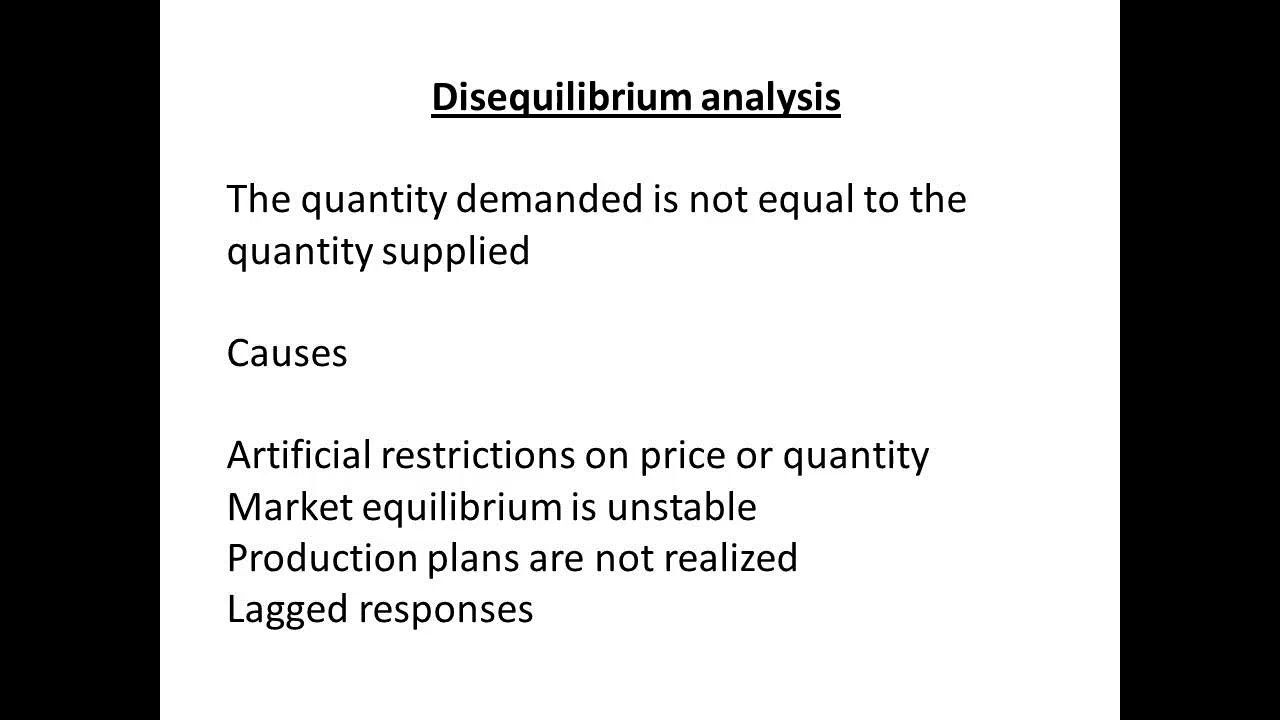 Disequilibrium analysis
The quantity demanded is not equal to the
quantity supplied
Causes
Artificial restrictions on price or quantity
Market equilibrium is unstable
Production plans are not realized
Lagged responses